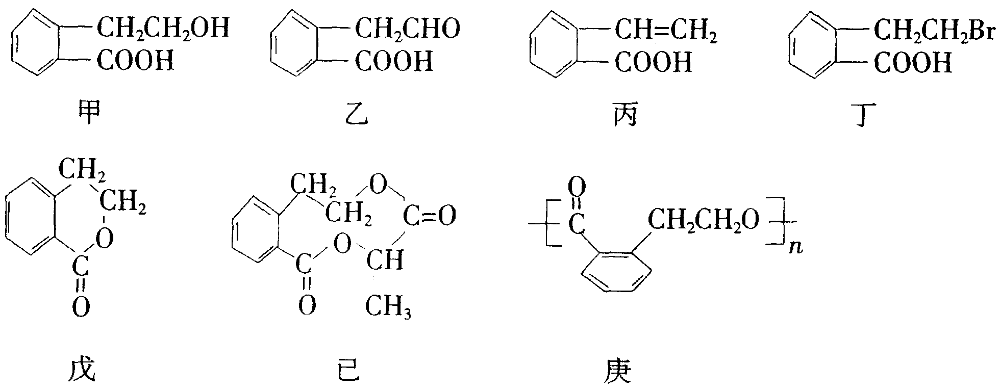 CH₂CH₂OH CH₂CHO CH=CH₂ CH₂CH₂Br
COOH COOH COOH COOH
甲 乙 丙 丁
CH₂ CH₂ O O
CH₂ CH₂ C=O C CH₂CH₂O
O O CH n
C C
O O CH₃
戊 已 庚